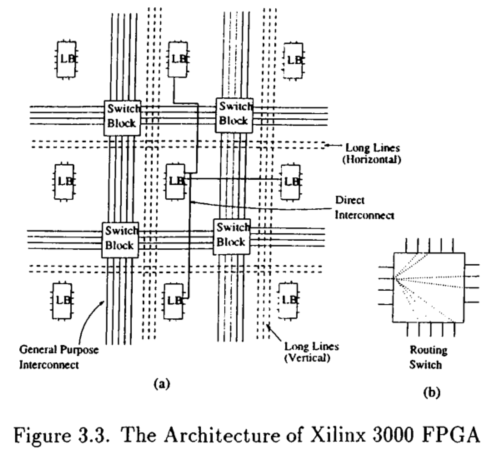 LB
LB
LB
Switch
Block
Switch
Block
Long Lines
(Horizontal)
LB
LB
LB
Direct
Interconnect
Switch
Block
Switch
Block
LB
LB
LB
General Purpose
Interconnect
Long Lines
(Vertical)
Routing
Switch
(a)
(b)
Figure 3.3. The Architecture of Xilinx 3000 FPGA